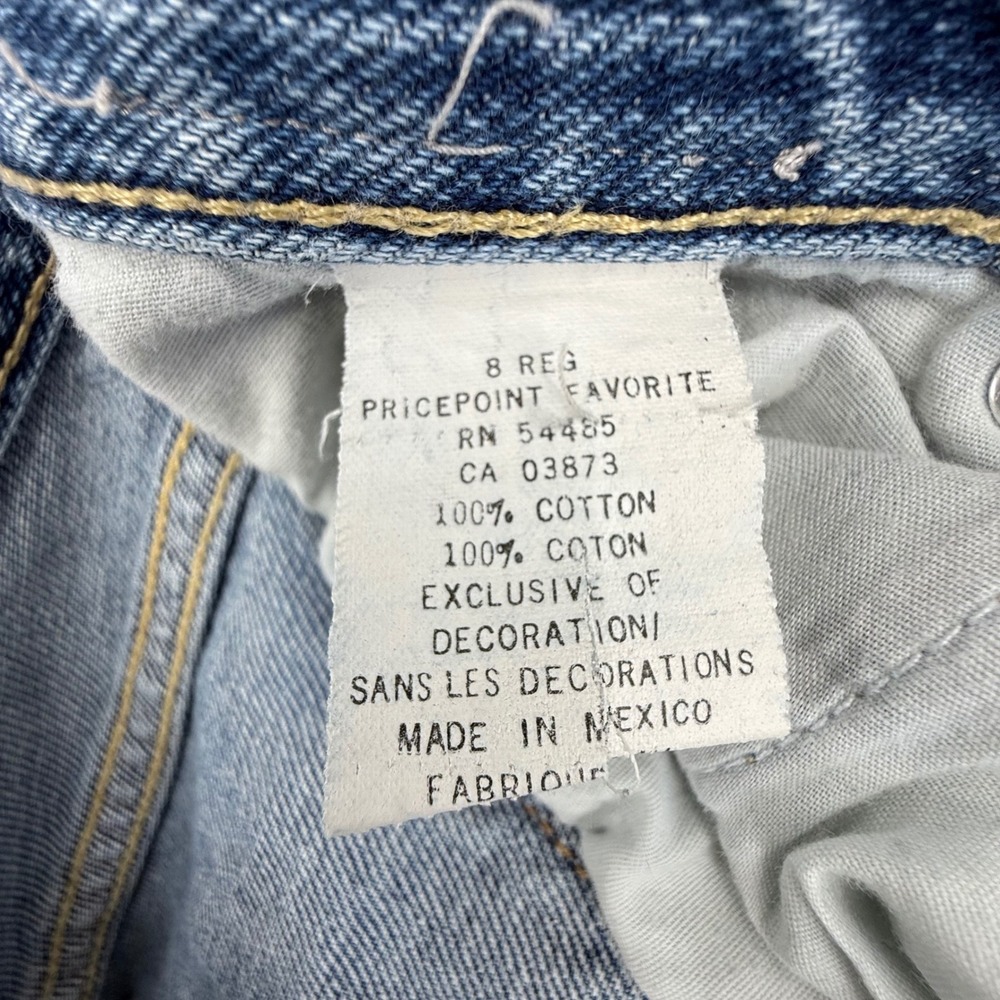 8 REG
PRICEPOINT FAVORITE
RN 54485
CA 03873
100% COTTON
100% COTON
EXCLUSIVE OF
DECORATION/
SANS LES DECORATIONS
MADE IN MEXICO